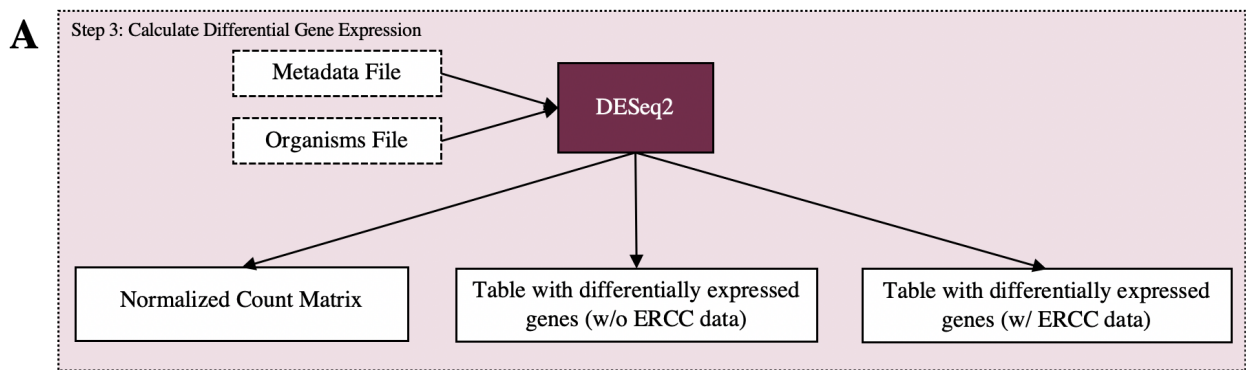 A
Step 3: Calculate Differential Gene Expression
Metadata File
Organisms File
DESeq2
Normalized Count Matrix
Table with differentially expressed
genes (w/o ERCC data)
Table with differentially expressed
genes (w/ ERCC data)